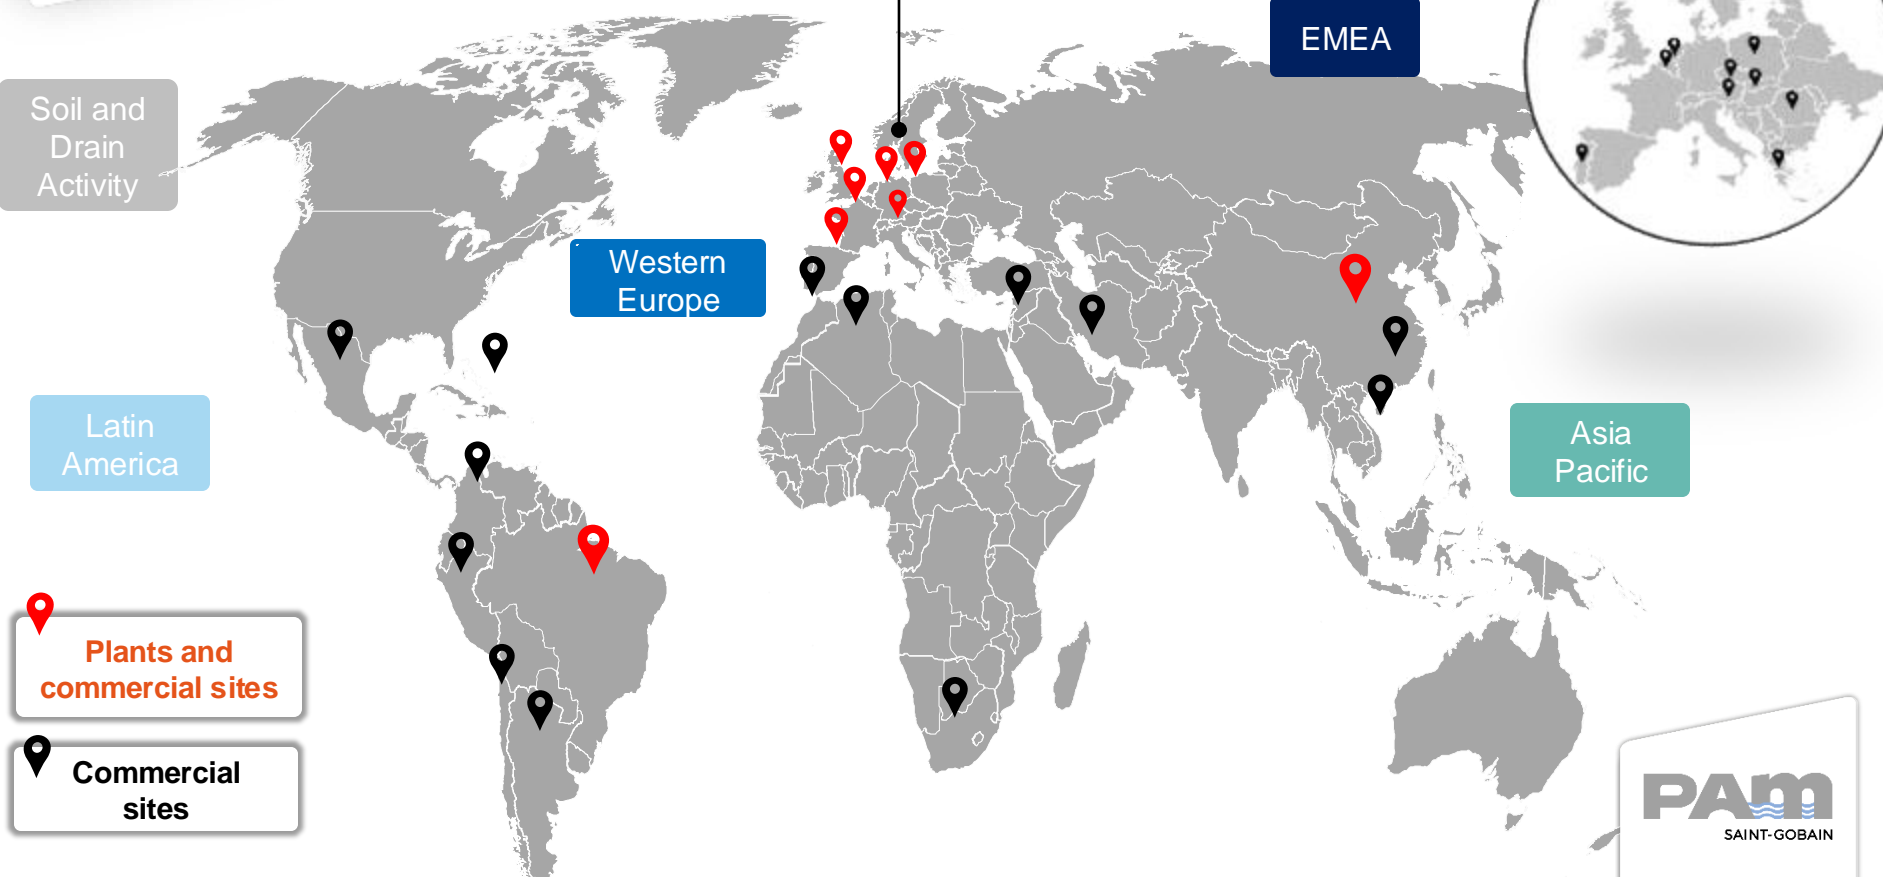 EMEA
Soil and
Drain
Activity
Western
Europe
Latin
America
Asia
Pacific
Plants and
commercial sites
Commercial
sites
PAM
SAINT-GOBAIN